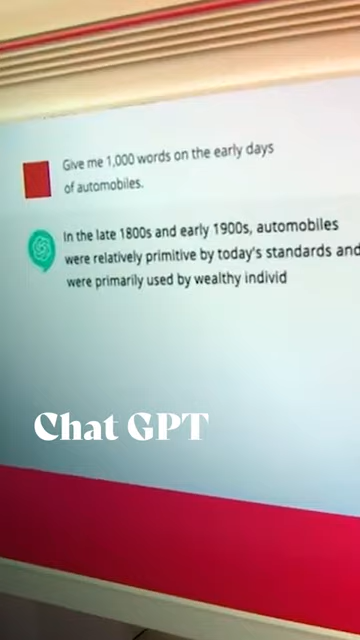 Give me 1,000 words on the early days
of automobiles.
In the late 1800s and early 1900s, automobiles
were relatively primitive by today's standards and
were primarily used by wealthy individ
Chat GPT